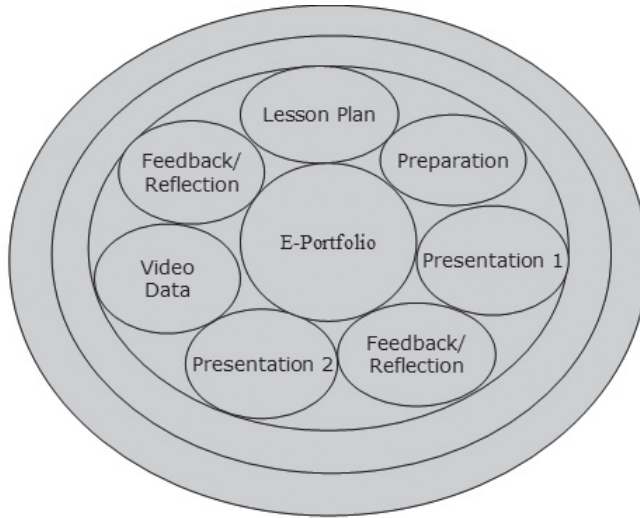 Lesson Plan
Feedback/
Reflection
Preparation
E-Portfolio
Video
Data
Presentation 1
Presentation 2
Feedback/
Reflection